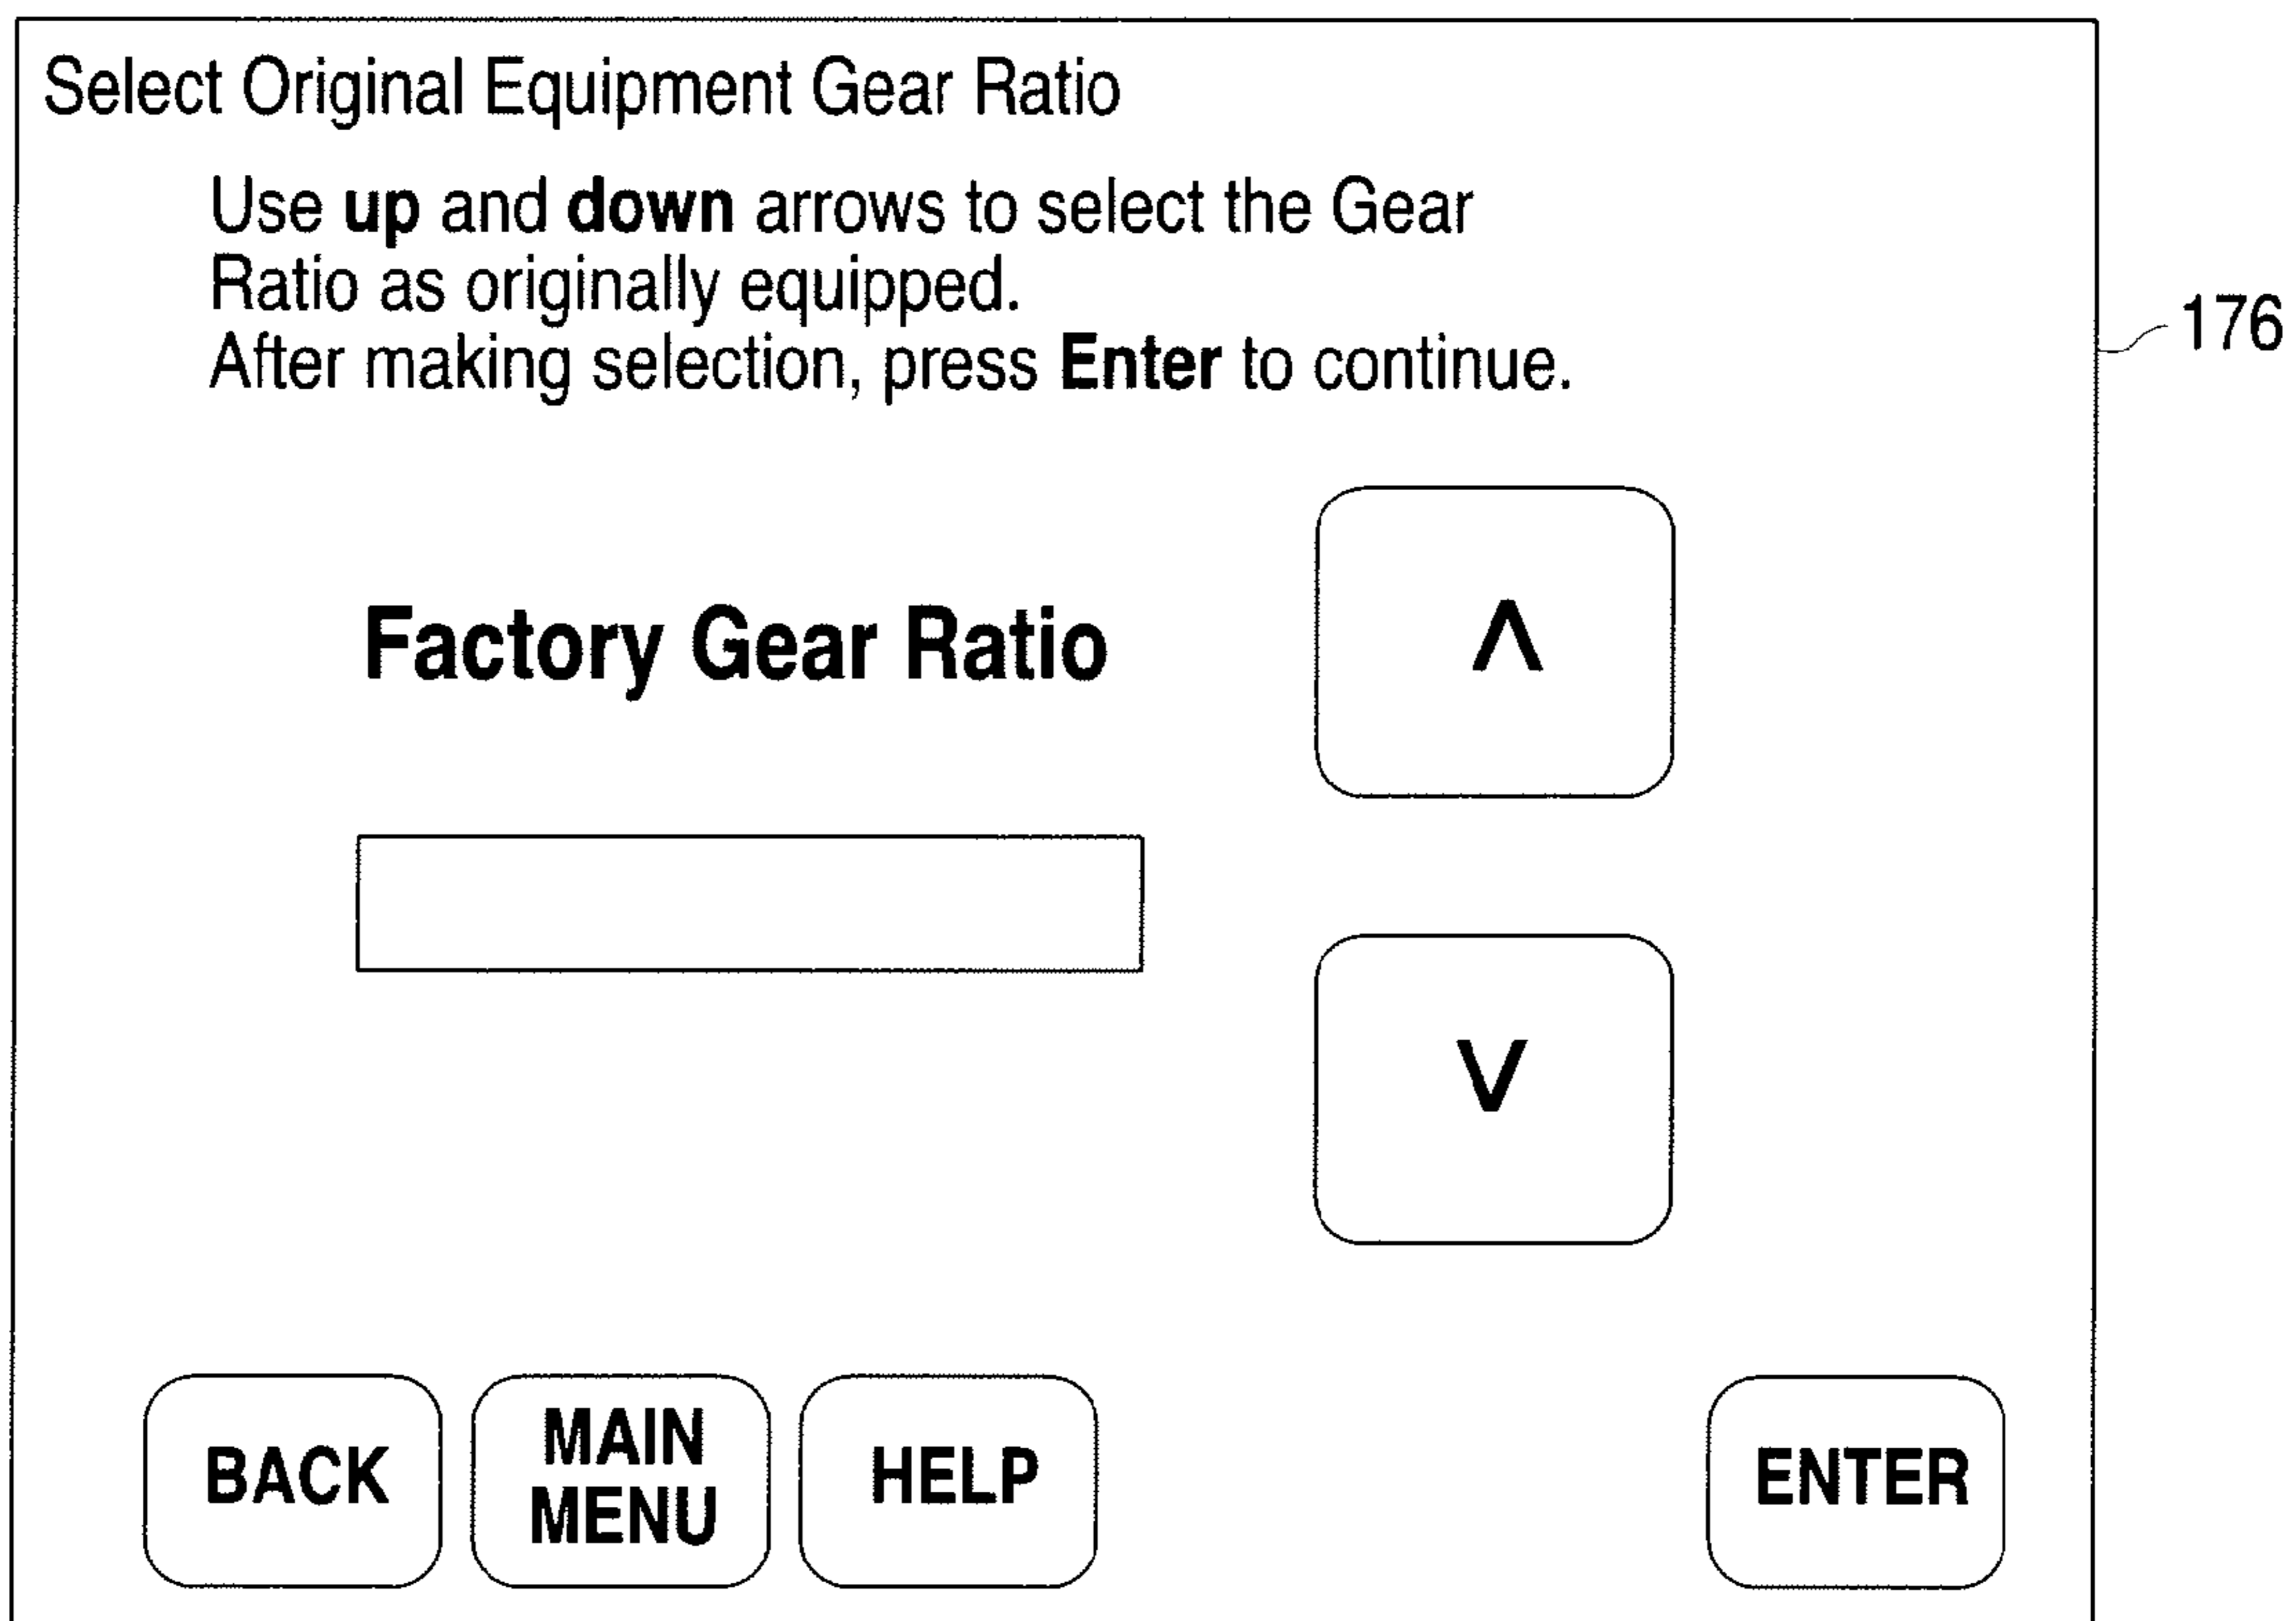 Select Original Equipment Gear Ratio
Use up and down arrows to select the Gear
Ratio as originally equipped.
After making selection, press Enter to continue.
176
Factory Gear Ratio
Λ
V
BACK
MAIN
MENU
HELP
ENTER